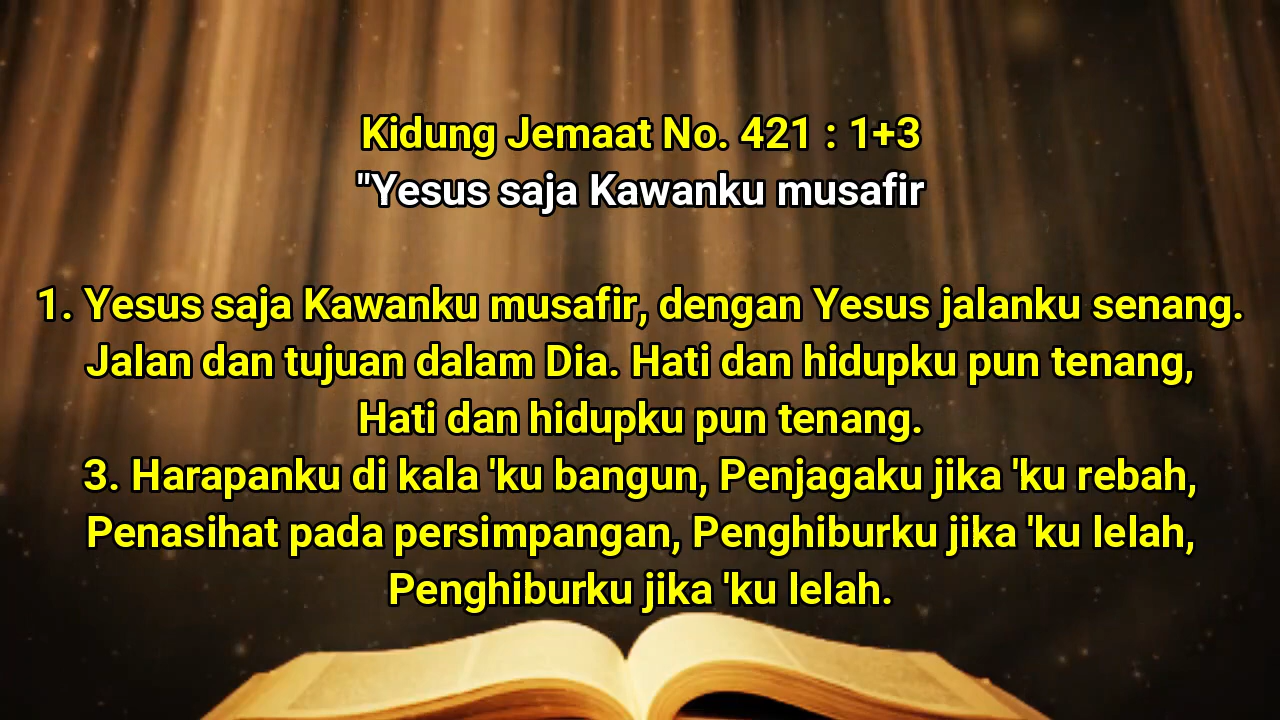 Kidung Jemaat No. 421 : 1+3
"Yesus saja Kawanku musafir
1. Yesus saja Kawanku musafir, dengan Yesus jalanku senang.
Jalan dan tujuan dalam Dia. Hati dan hidupku pun tenang,
Hati dan hidupku pun tenang.
3. Harapanku di kala 'ku bangun, Penjagaku jika 'ku rebah,
Penasihat pada persimpangan, Penghiburku jika 'ku lelah,
Penghiburku jika 'ku lelah.